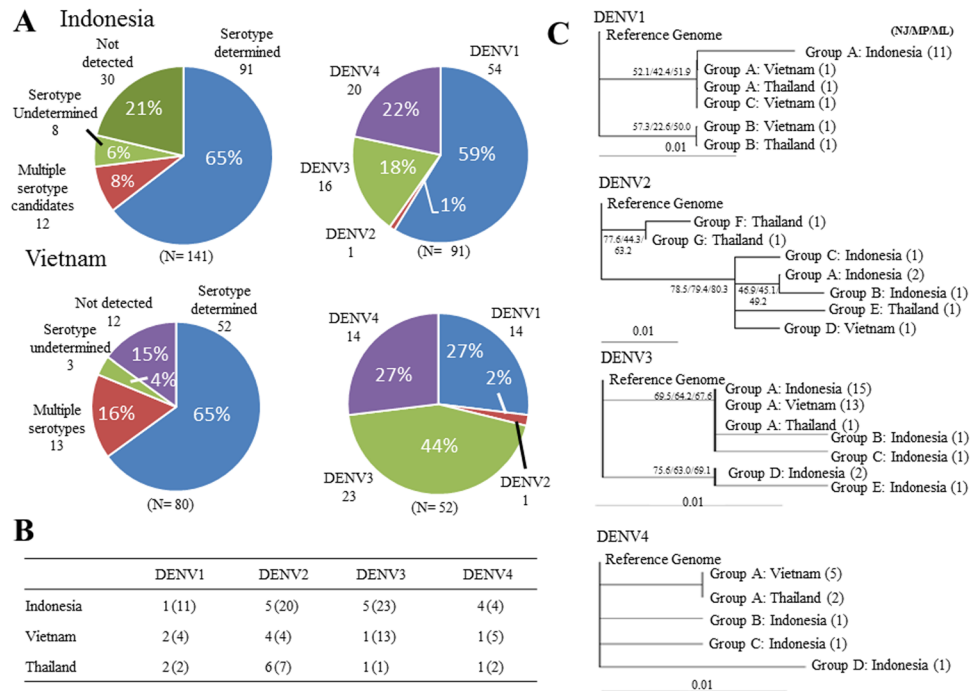 A
Indonesia
Not detected 30
Serotype determined 91
Serotype Undetermined 8
Multiple serotype candidates 12
21%
6%
8%
65%
(N= 141)
DENV4 20
DENV1 54
DENV3 16
DENV2 1
22%
18%
59%
1%
(N= 91)
Vietnam
Not detected 12
Serotype determined 52
Serotype undetermined 3
Multiple serotypes 13
15%
4%
16%
65%
(N= 80)
DENV4 14
DENV1 14
DENV3 23
DENV2 1
27%
27%
2%
44%
(N= 52)
B
DENV1 DENV2 DENV3 DENV4
Indonesia 1 (11) 5 (20) 5 (23) 4 (4)
Vietnam 2 (4) 4 (4) 1 (13) 1 (5)
Thailand 2 (2) 6 (7) 1 (1) 1 (2)
C
DENV1
(NJ/MP/ML)
Reference Genome
Group A: Indonesia (11)
52.1/42.4/51.9
Group A: Vietnam (1)
Group A: Thailand (1)
Group C: Vietnam (1)
57.3/22.6/50.0
Group B: Vietnam (1)
Group B: Thailand (1)
0.01
DENV2
Reference Genome
Group F: Thailand (1)
77.6/44.3/
63.2
Group G: Thailand (1)
Group C: Indonesia (1)
78.5/79.4/80.3
Group A: Indonesia (2)
46.9/45.1/
49.2
Group B: Indonesia (1)
Group E: Thailand (1)
Group D: Vietnam (1)
0.01
DENV3
Reference Genome
69.5/64.2/67.6
Group A: Indonesia (15)
Group A: Vietnam (13)
Group A: Thailand (1)
Group B: Indonesia (1)
Group C: Indonesia (1)
75.6/63.0/69.1
Group D: Indonesia (2)
Group E: Indonesia (1)
0.01
DENV4
Reference Genome
Group A: Vietnam (5)
Group A: Thailand (2)
Group B: Indonesia (1)
Group C: Indonesia (1)
Group D: Indonesia (1)
0.01